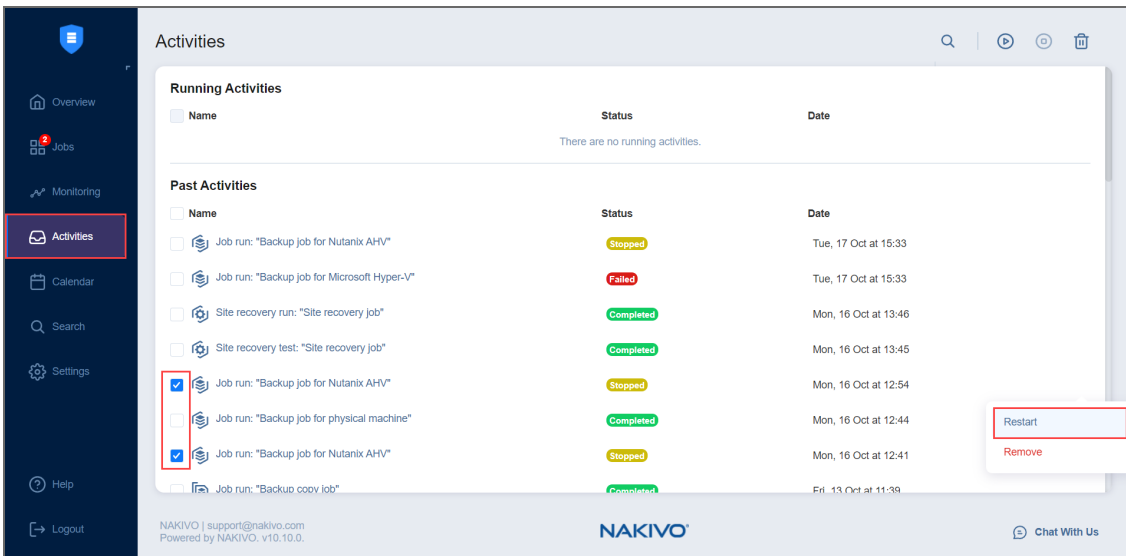 Activities
Overview
2
Jobs
Monitoring
Activities
Calendar
Search
Settings
Help
Logout
Running Activities
Name Status Date
There are no running activities.
Past Activities
Name Status Date
Job run: "Backup job for Nutanix AHV" Stopped Tue, 17 Oct at 15:33
Job run: "Backup job for Microsoft Hyper-V" Failed Tue, 17 Oct at 15:33
Site recovery run: "Site recovery job" Completed Mon, 16 Oct at 13:46
Site recovery test: "Site recovery job" Completed Mon, 16 Oct at 13:45
Job run: "Backup job for Nutanix AHV" Stopped Mon, 16 Oct at 12:54
Job run: "Backup job for physical machine" Completed Mon, 16 Oct at 12:44
Job run: "Backup job for Nutanix AHV" Stopped Mon, 16 Oct at 12:41
Job run: "Backup copy job" Completed Fri, 13 Oct at 11:39
Restart
Remove
NAKIVO | support@nakivo.com
Powered by NAKIVO. v10.10.0.
NAKIVO
Chat With Us